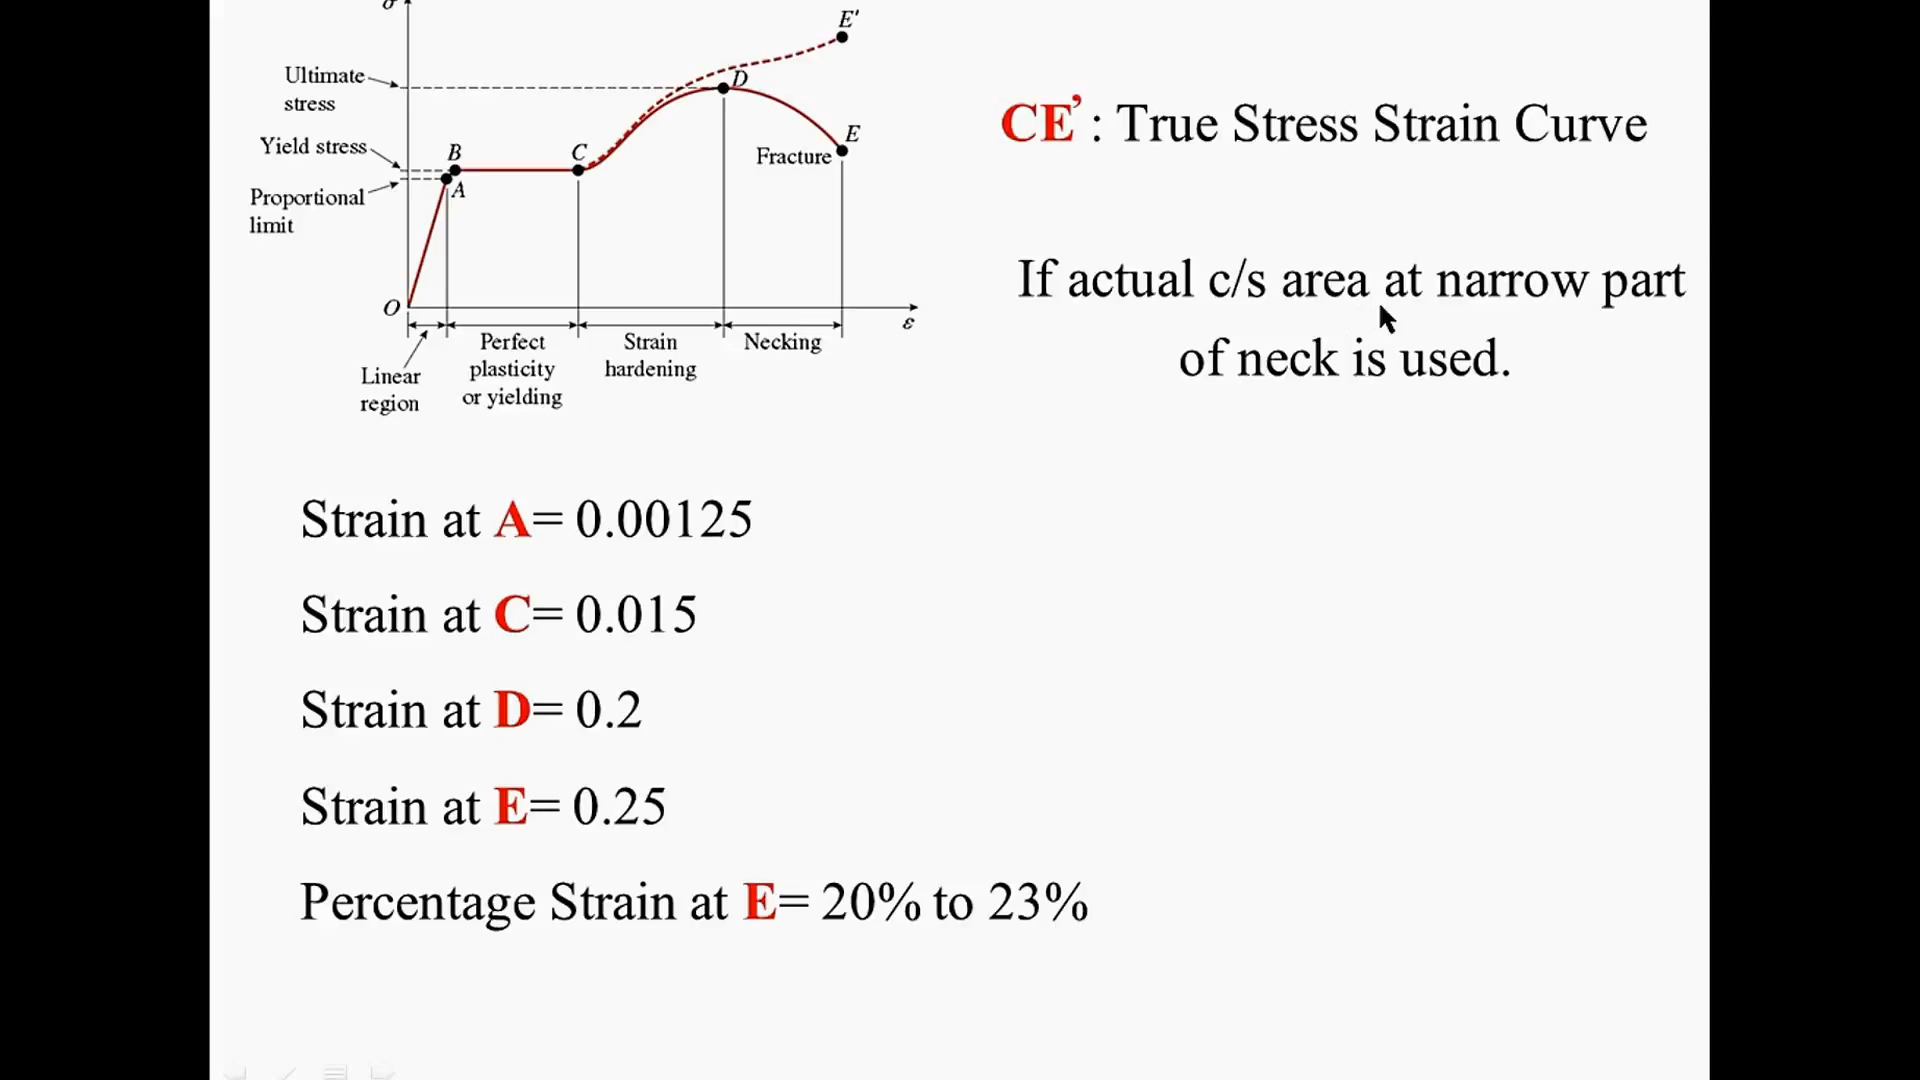 σ
E'
Ultimate
stress
D
Yield stress
B
C
E
Fracture
A
Proportional
limit
O
ε
Perfect
plasticity
or yielding
Strain
hardening
Necking
Linear
region
CE’ : True Stress Strain Curve
If actual c/s area at narrow part
of neck is used.
Strain at A= 0.00125
Strain at C= 0.015
Strain at D= 0.2
Strain at E= 0.25
Percentage Strain at E= 20% to 23%